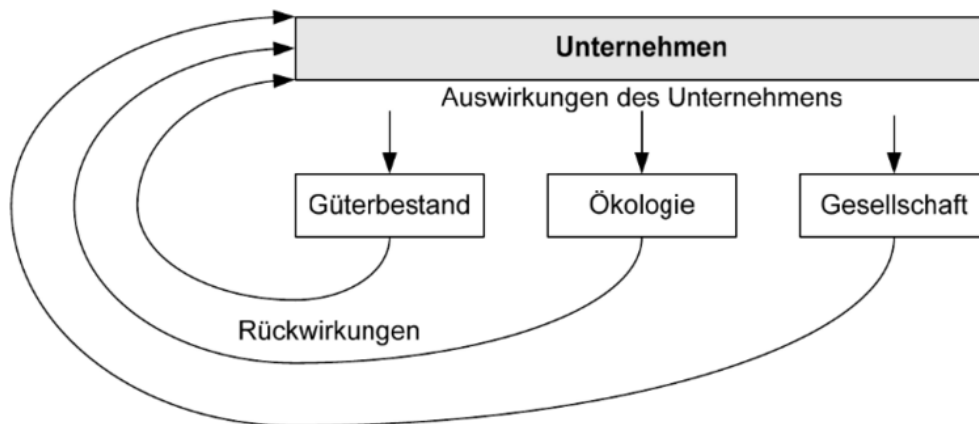 Unternehmen
Auswirkungen des Unternehmens
Güterbestand
Ökologie
Gesellschaft
Rückwirkungen